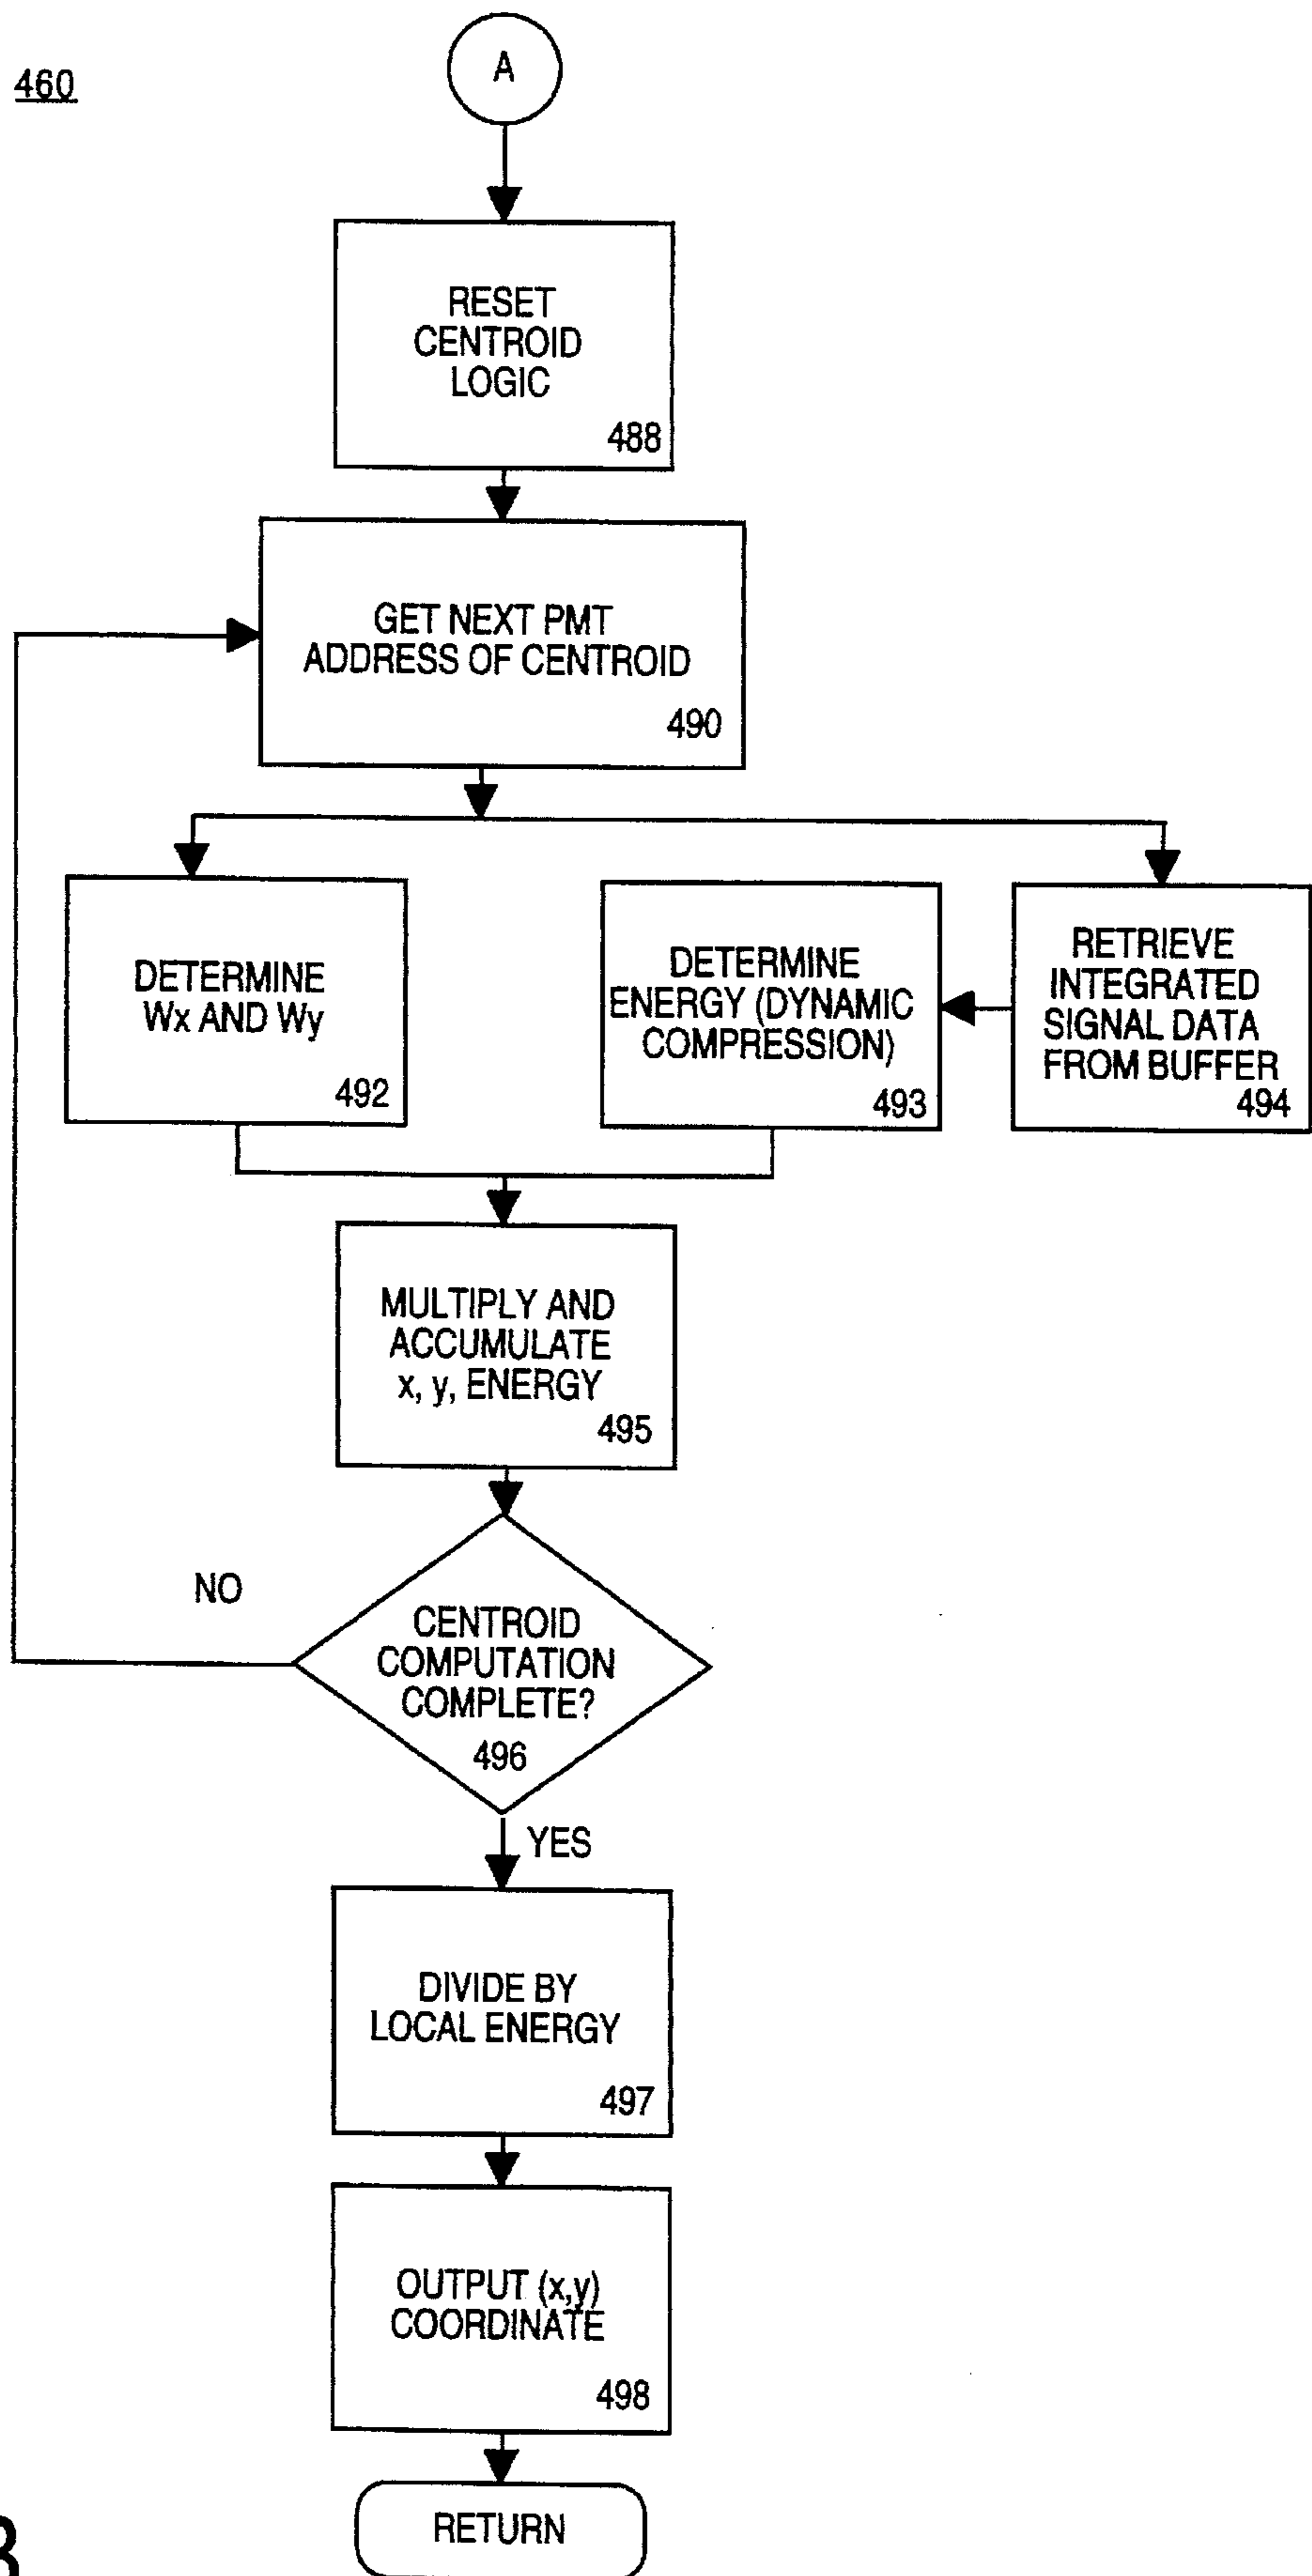 460
A
RESET
CENTROID
LOGIC
488
GET NEXT PMT
ADDRESS OF CENTROID
490
DETERMINE
Wx AND Wy
492
DETERMINE
ENERGY (DYNAMIC
COMPRESSION)
493
RETRIEVE
INTEGRATED
SIGNAL DATA
FROM BUFFER
494
MULTIPLY AND
ACCUMULATE
x, y, ENERGY
495
NO
CENTROID
COMPUTATION
COMPLETE?
496
YES
DIVIDE BY
LOCAL ENERGY
497
OUTPUT (x,y)
COORDINATE
498
RETURN